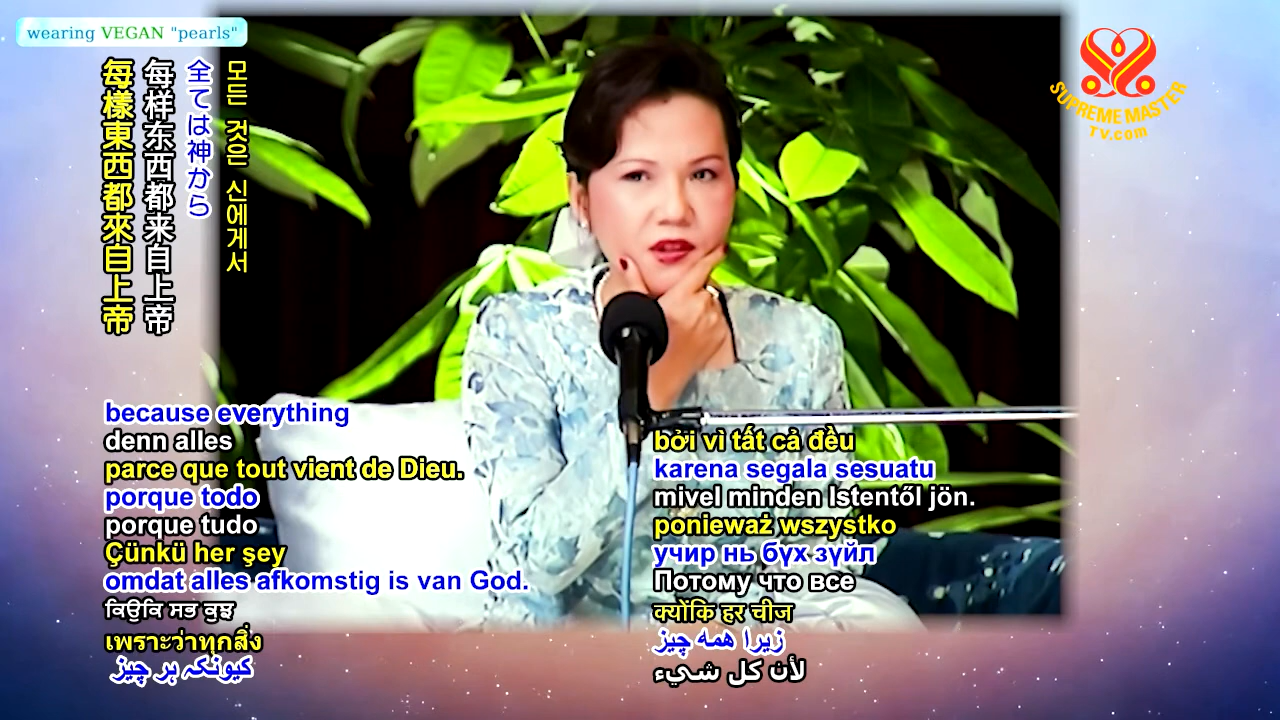 wearing VEGAN "pearls"
SUPREME MASTER
TV.com
每樣東西都來自上帝
每样东西都来自上帝
全ては神から
모든 것은 신에게서
because everything
denn alles
parce que tout vient de Dieu.
porque todo
porque tudo
Çünkü her şey
omdat alles afkomstig is van God.
ਕਿਉਕਿ ਸਭ ਕੁਝ
เพราะว่าทุกสิ่ง
کیونکہ ہر چیز
bởi vì tất cả đều
karena segala sesuatu
mivel minden Istentől jön.
ponieważ wszystko
учир нь бүх зүйл
Потому что все
क्योंकि हर चीज
زیرا همه چیز
لأن كل شيء